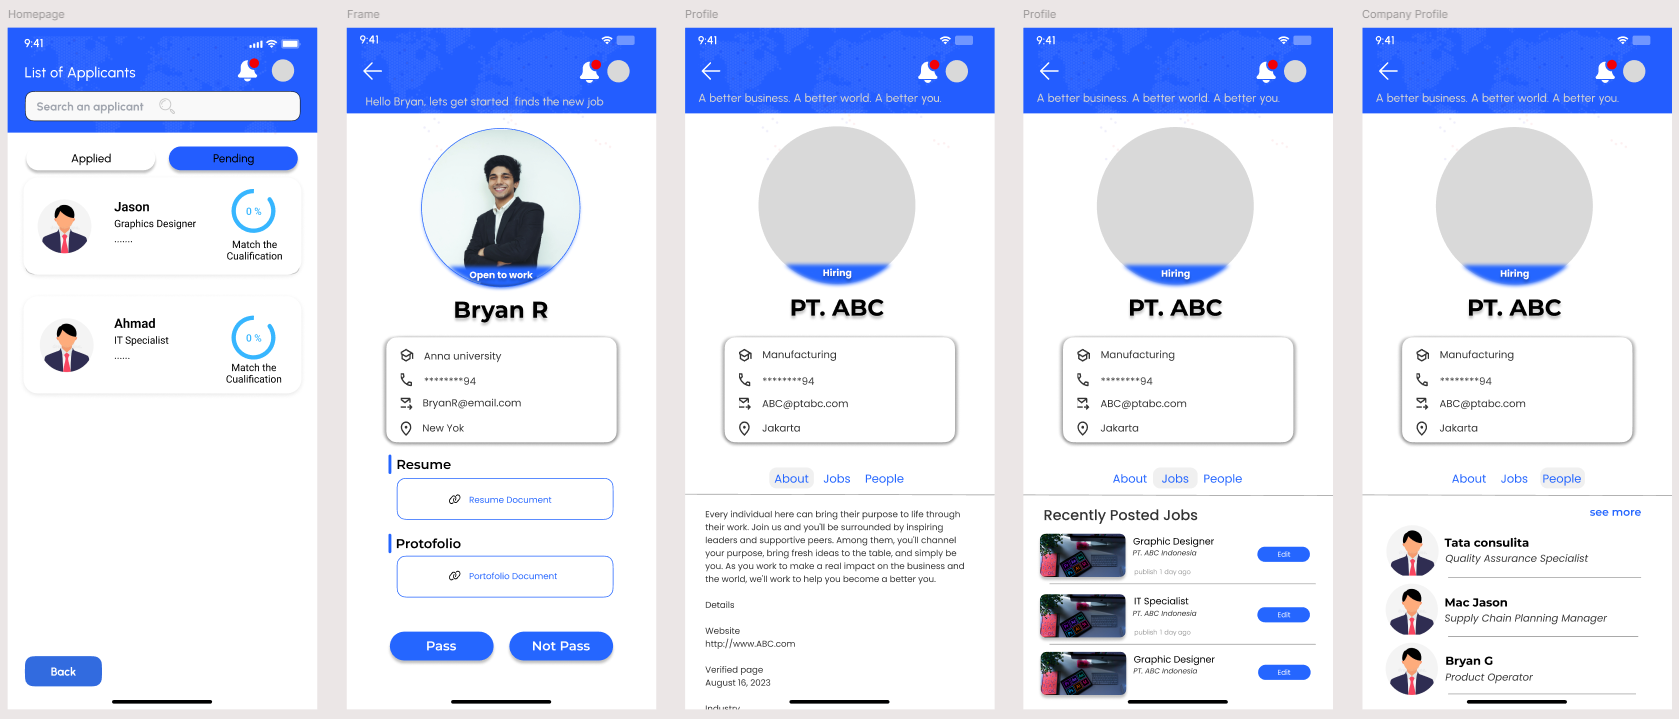 Homepage
9:41
List of Applicants
Search an applicant
Applied
Pending
Jason
Graphics Designer
.......
0 %
Match the
Cualification
Ahmad
IT Specialist
......
0 %
Match the
Cualification
Back
Frame
9:41
Hello Bryan, lets get started finds the new job
Open to work
Bryan R
Anna university
********94
BryanR@email.com
New Yok
Resume
Resume Document
Protofolio
Portofolio Document
Pass
Not Pass
Profile
9:41
A better business. A better world. A better you.
Hiring
PT. ABC
Manufacturing
********94
ABC@ptabc.com
Jakarta
About
Jobs
People
Every individual here can bring their purpose to life through
their work. Join us and you'll be surrounded by inspiring
leaders and supportive peers. Among them, you'll channel
your purpose, bring fresh ideas to the table, and simply be
you. As you work to make a real impact on the business and
the world, we'll work to help you become a better you.
Details
Website
http://www.ABC.com
Verified page
August 16, 2023
Industry
Profile
9:41
A better business. A better world. A better you.
Hiring
PT. ABC
Manufacturing
********94
ABC@ptabc.com
Jakarta
About
Jobs
People
Recently Posted Jobs
Graphic Designer
PT. ABC Indonesia
publish 1 day ago
Edit
IT Specialist
PT. ABC Indonesia
publish 1 day ago
Edit
Graphic Designer
PT. ABC Indonesia
Edit
Company Profile
9:41
A better business. A better world. A better you.
Hiring
PT. ABC
Manufacturing
********94
ABC@ptabc.com
Jakarta
About
Jobs
People
see more
Tata consulita
Quality Assurance Specialist
Mac Jason
Supply Chain Planning Manager
Bryan G
Product Operator